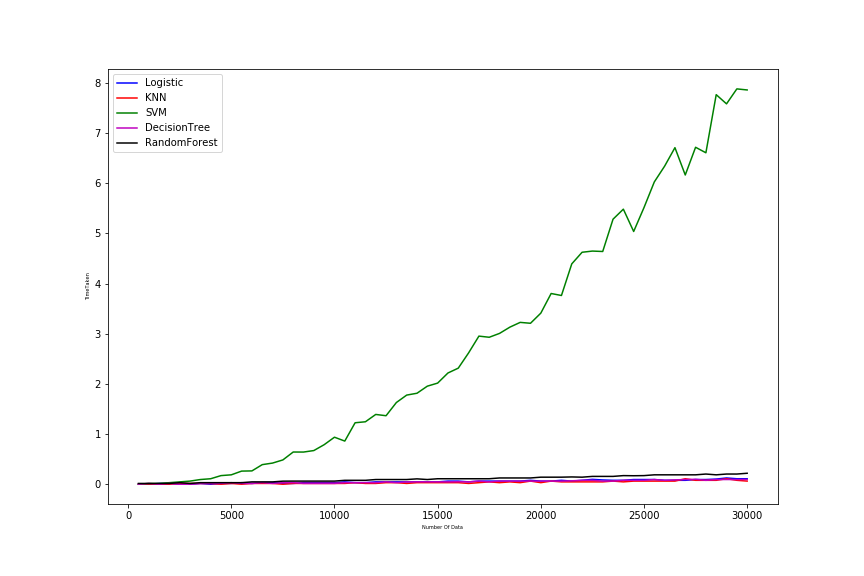 Logistic
KNN
SVM
DecisionTree
RandomForest
8
7
6
5
4
3
2
1
0
TimeTaken
0 5000 10000 15000 20000 25000 30000
Number Of Data